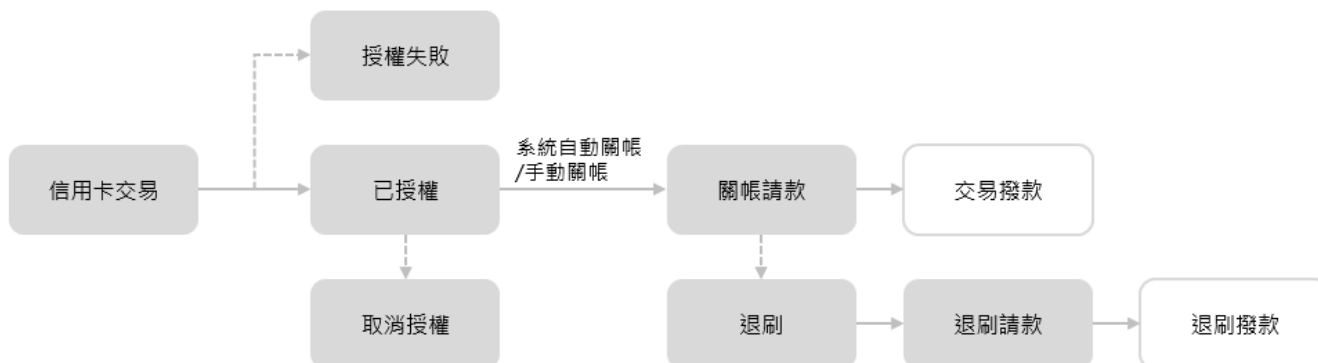 授權失敗
系統自動關帳
/手動關帳
信用卡交易
已授權
關帳請款
交易撥款
取消授權
退刷
退刷請款
退刷撥款